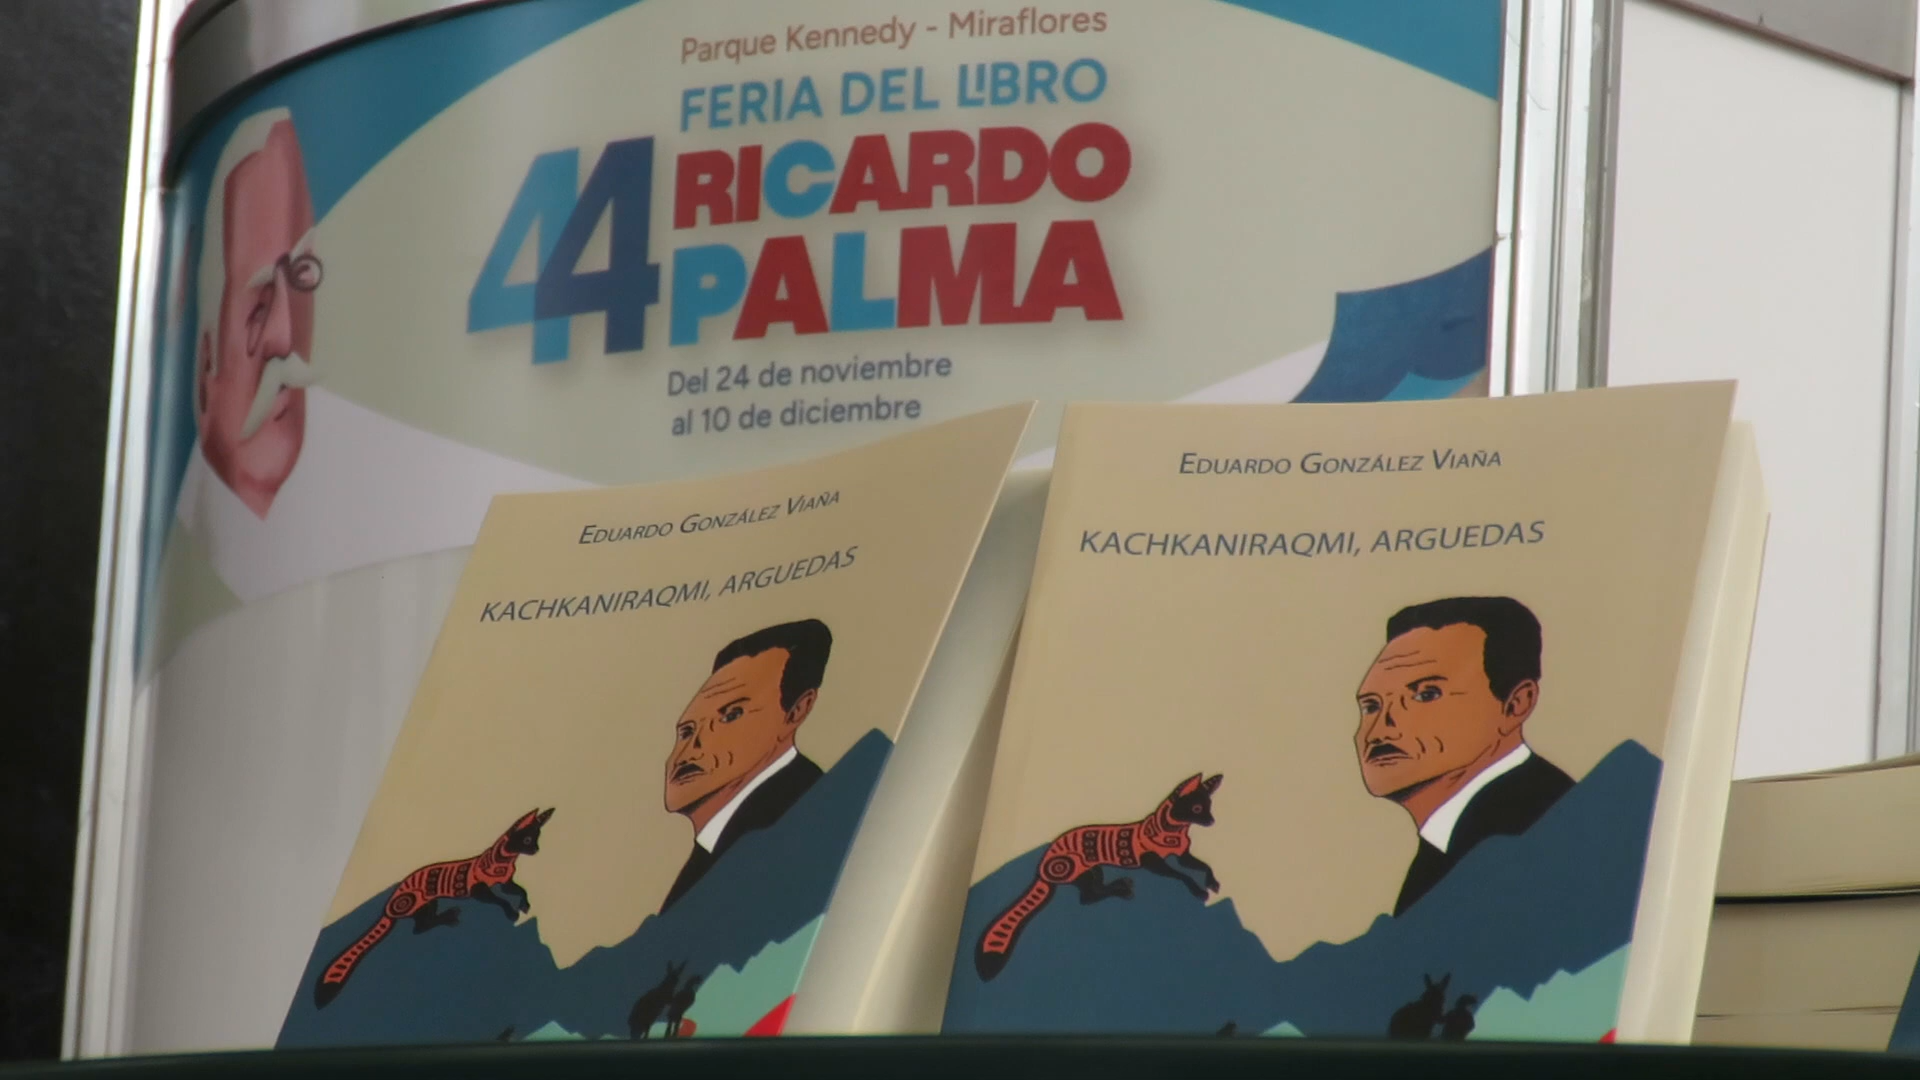 Parque Kennedy - Miraflores
FERIA DEL LIBRO
44 RICARDO
PALMA
Del 24 de noviembre
al 10 de diciembre
EDUARDO GONZÁLEZ VIAÑA
KACHKANIRAQMI, ARGUEDAS
EDUARDO GONZÁLEZ VIAÑA
KACHKANIRAQMI, ARGUEDAS